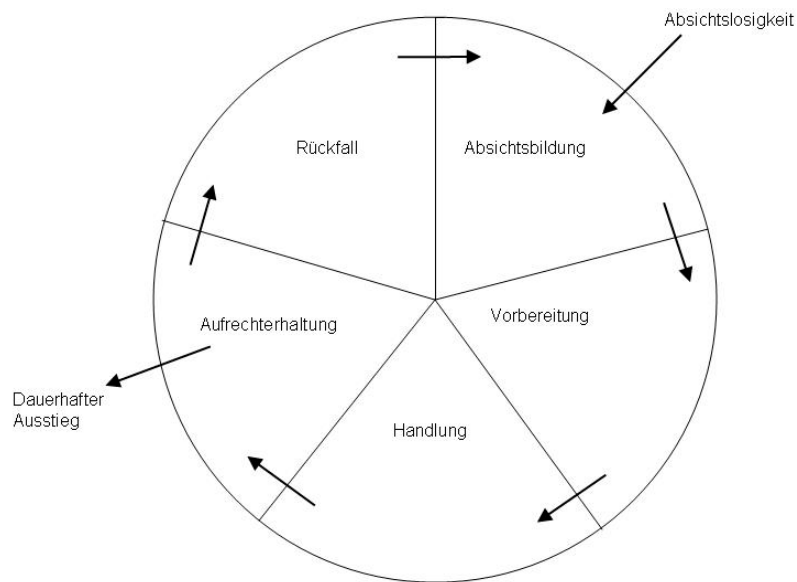 Absichtslosigkeit
Rückfall
Absichtsbildung
Vorbereitung
Aufrechterhaltung
Dauerhafter
Ausstieg
Handlung